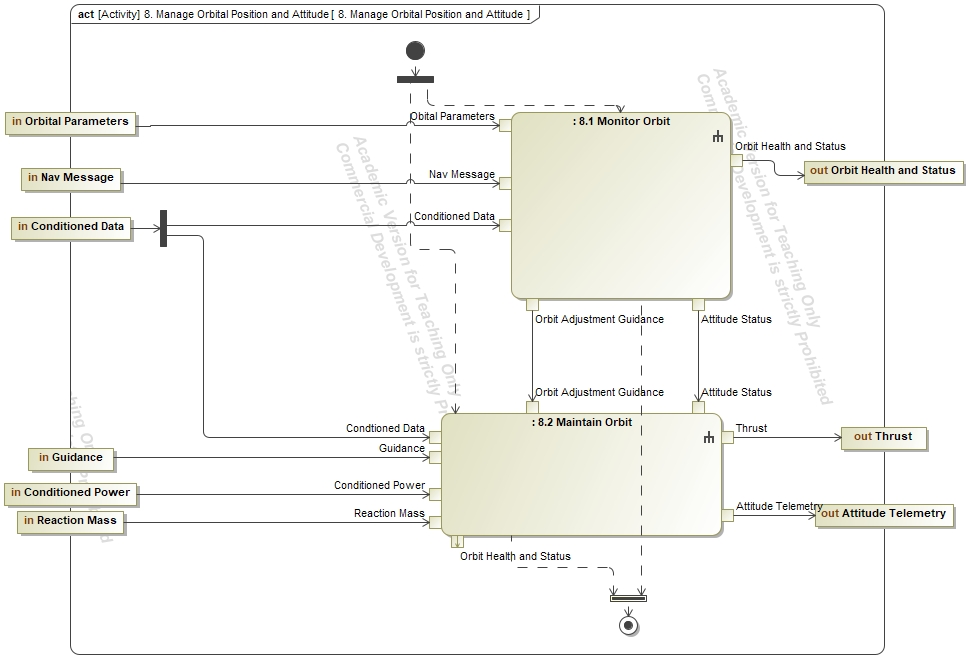 act [Activity] 8. Manage Orbital Position and Attitude [ 8. Manage Orbital Position and Attitude ]
in Orbital Parameters
Obital Parameters
: 8.1 Monitor Orbit
Orbit Health and Status
out Orbit Health and Status
in Nav Message
Nav Message
in Conditioned Data
Conditioned Data
Academic Version for Teaching Only
Commercial Development is strictly Pr
Academic Version for Teaching Only
Comm Development is strictly Prohibited
Orbit Adjustment Guidance
Attitude Status
Orbit Adjustment Guidance
Attitude Status
: 8.2 Maintain Orbit
Condtioned Data
Thrust
out Thrust
in Guidance
Guidance
in Conditioned Power
Conditioned Power
in Reaction Mass
Reaction Mass
Attitude Telemetry
out Attitude Telemetry
Orbit Health and Status